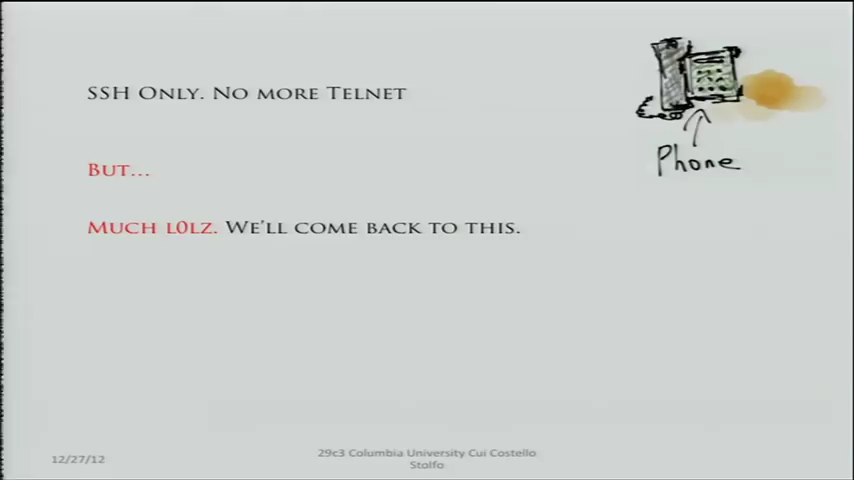 SSH Only. No more Telnet
Phone
But...
Much l0lz. We'll come back to this.
12/27/12
29c3 Columbia University Cui Costello
Stolfo